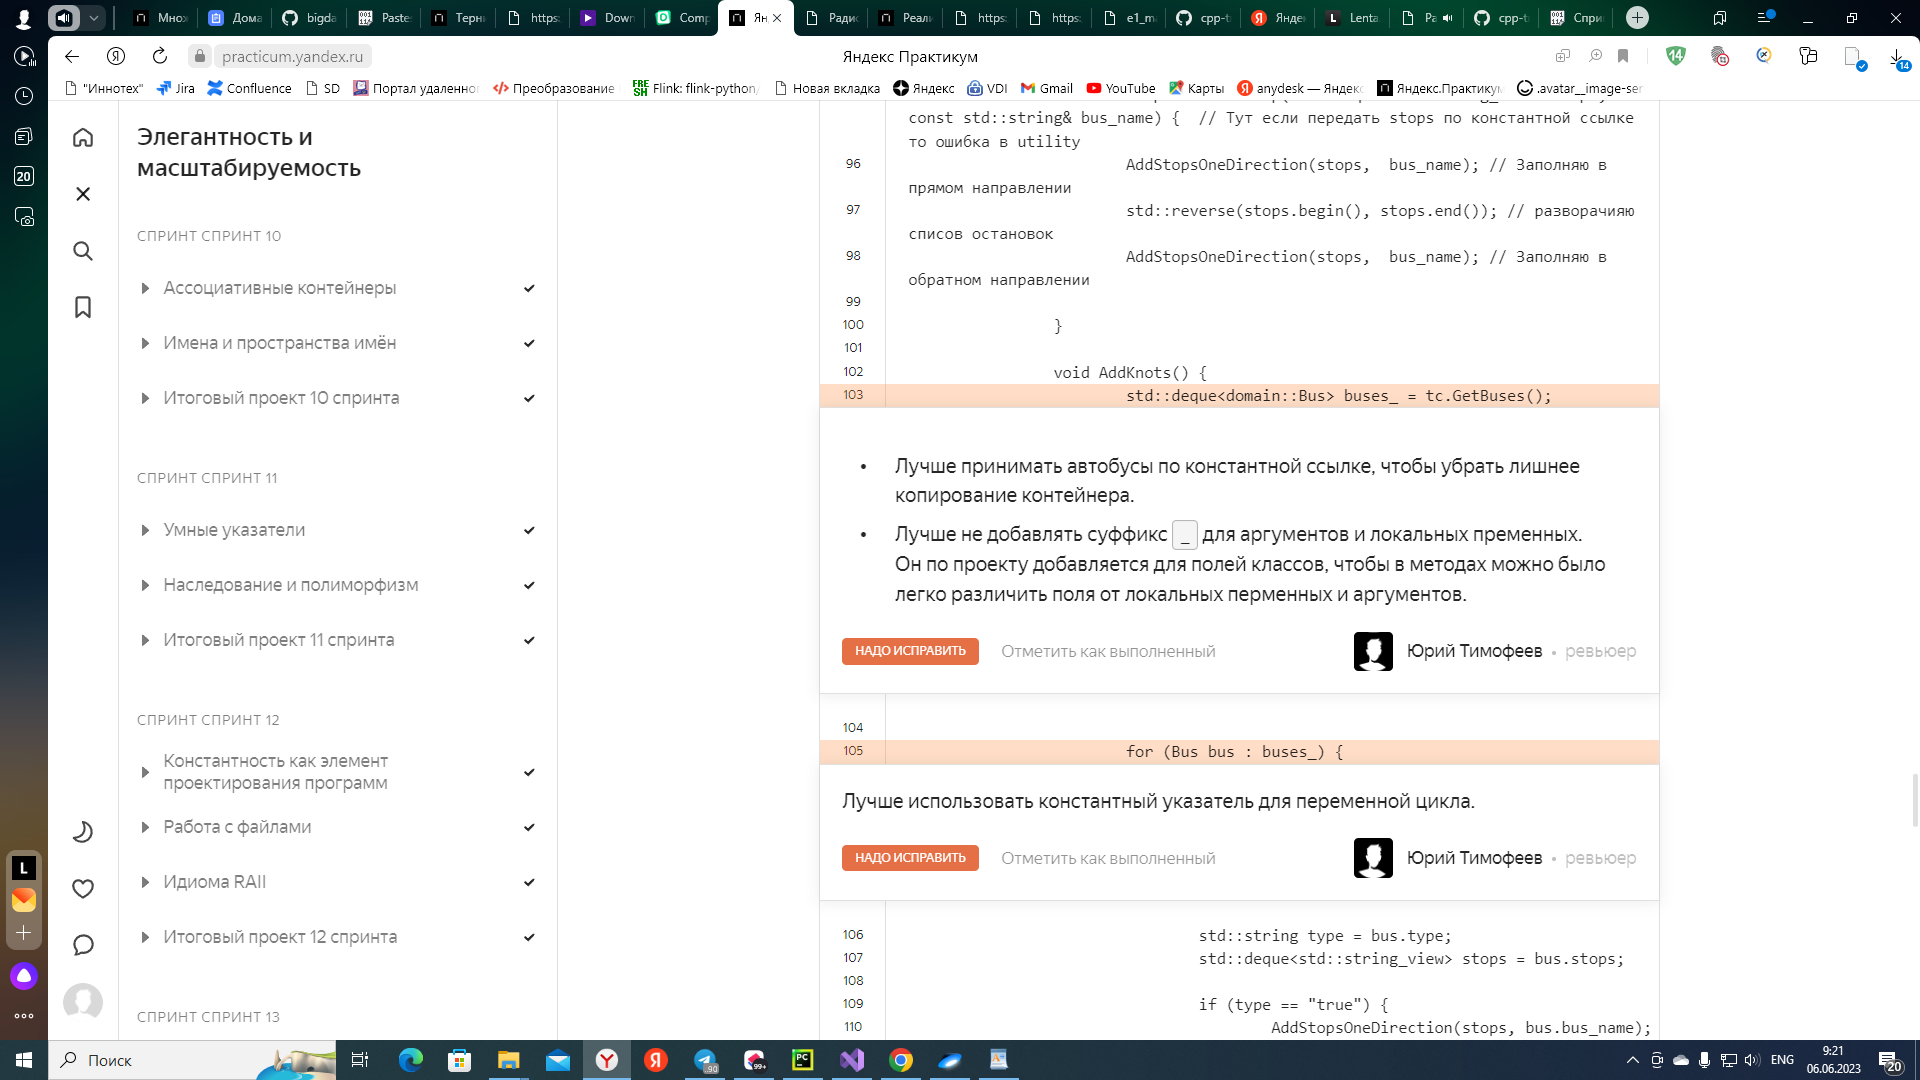 Мно
Дома
bigda
Paste
Терн
https
Down
Comp
Ян
Ради
Реали
https
https
e1_m
cpp-t
Янде
Lenta
Ра
cpp-t
Спри
practicum.yandex.ru
Яндекс Практикум
14
14
"Иннотех"
Jira
Confluence
SD
Портал удаленног
Преобразование
Flink: flink-python
Новая вкладка
Яндекс
VDI
Gmail
YouTube
Карты
anydesk — Яндекс
Яндекс.Практикум
.avatar__image-ser
20
Элегантность и
масштабируемость
СПРИНТ СПРИНТ 10
Ассоциативные контейнеры
Имена и пространства имён
Итоговый проект 10 спринта
СПРИНТ СПРИНТ 11
Умные указатели
Наследование и полиморфизм
Итоговый проект 11 спринта
СПРИНТ СПРИНТ 12
Константность как элемент
проектирования программ
Работа с файлами
Идиома RAII
Итоговый проект 12 спринта
СПРИНТ СПРИНТ 13
const std::string& bus_name) {  // Тут если передать stops по константной ссылке
то ошибка в utility
96 AddStopsOneDirection(stops,  bus_name); // Заполняю в
прямом направлении
97 std::reverse(stops.begin(), stops.end()); // разворачияю
списов остановок
98 AddStopsOneDirection(stops,  bus_name); // Заполняю в
обратном направлении
99
100 }
101
102 void AddKnots() {
103 std::deque<domain::Bus> buses_ = tc.GetBuses();
• Лучше принимать автобусы по константной ссылке, чтобы убрать лишнее
копирование контейнера.
• Лучше не добавлять суффикс _ для аргументов и локальных пременных.
Он по проекту добавляется для полей классов, чтобы в методах можно было
легко различить поля от локальных перменных и аргументов.
НАДО ИСПРАВИТЬ Отметить как выполненный Юрий Тимофеев • ревьюер
104
105 for (Bus bus : buses_) {
Лучше использовать константный указатель для переменной цикла.
НАДО ИСПРАВИТЬ Отметить как выполненный Юрий Тимофеев • ревьюер
106 std::string type = bus.type;
107 std::deque<std::string_view> stops = bus.stops;
108
109 if (type == "true") {
110 AddStopsOneDirection(stops, bus.bus_name);
Поиск
ENG
9:21
06.06.2023
20